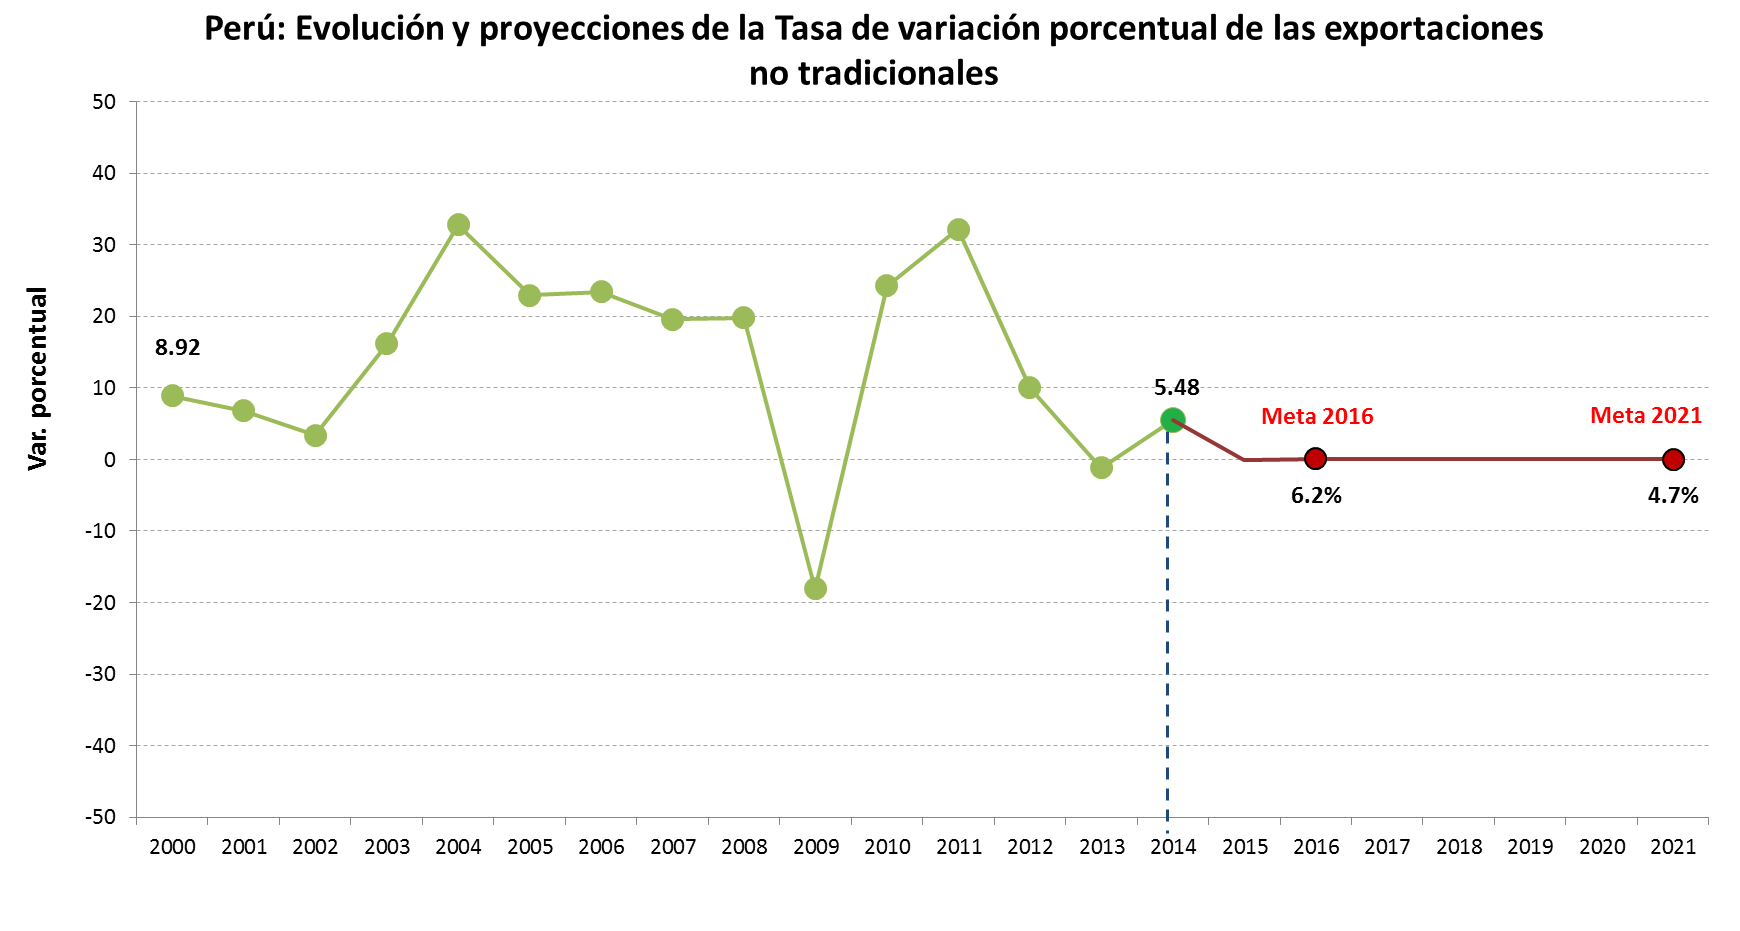 Perú: Evolución y proyecciones de la Tasa de variación porcentual de las exportaciones
no tradicionales
Var. porcentual
50
40
30
20
10
0
-10
-20
-30
-40
-50
8.92
5.48
Meta 2016
6.2%
Meta 2021
4.7%
2000 2001 2002 2003 2004 2005 2006 2007 2008 2009 2010 2011 2012 2013 2014 2015 2016 2017 2018 2019 2020 2021